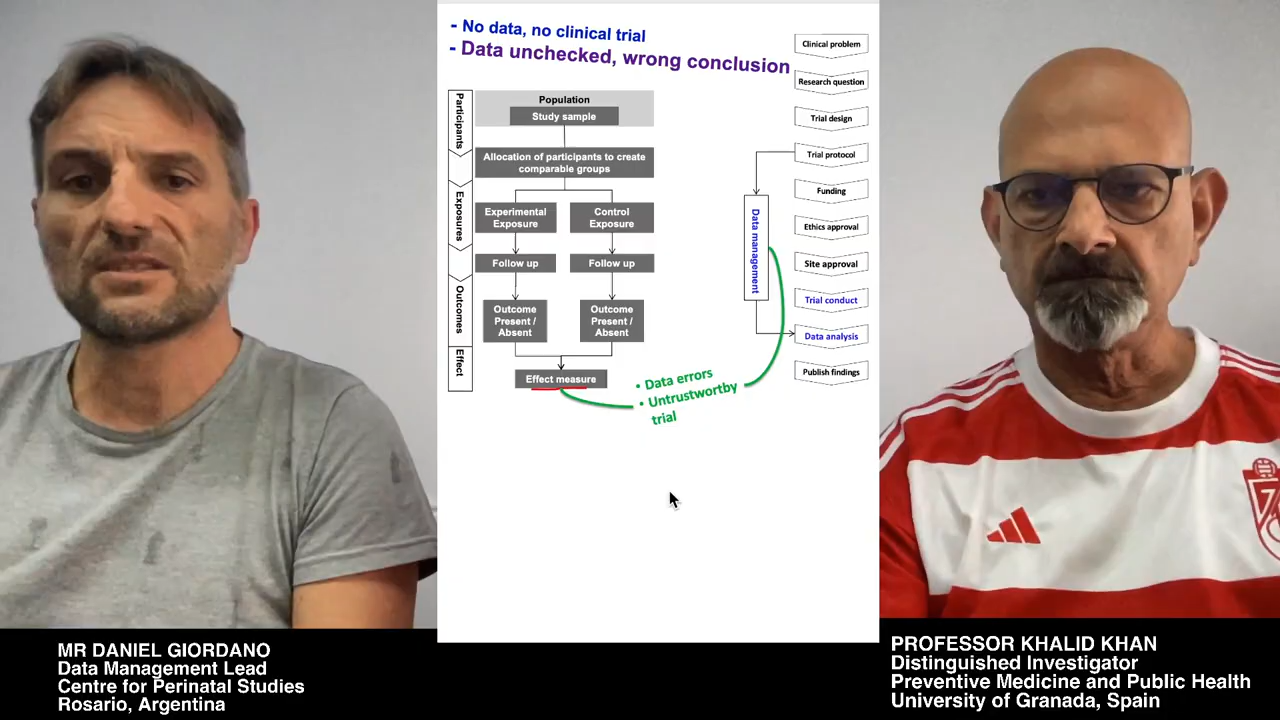 - No data, no clinical trial
- Data unchecked, wrong conclusion
Participants
Exposures
Outcomes
Effect
Population
Study sample
Allocation of participants to create
comparable groups
Experimental
Exposure
Control
Exposure
Follow up
Follow up
Outcome
Present /
Absent
Outcome
Present /
Absent
Effect measure
• Data errors
• Untrustwortby
trial
Data management
Clinical problem
Research question
Trial design
Trial protocol
Funding
Ethics approval
Site approval
Trial conduct
Data analysis
Publish findings
MR DANIEL GIORDANO
Data Management Lead
Centre for Perinatal Studies
Rosario, Argentina
PROFESSOR KHALID KHAN
Distinguished Investigator
Preventive Medicine and Public Health
University of Granada, Spain